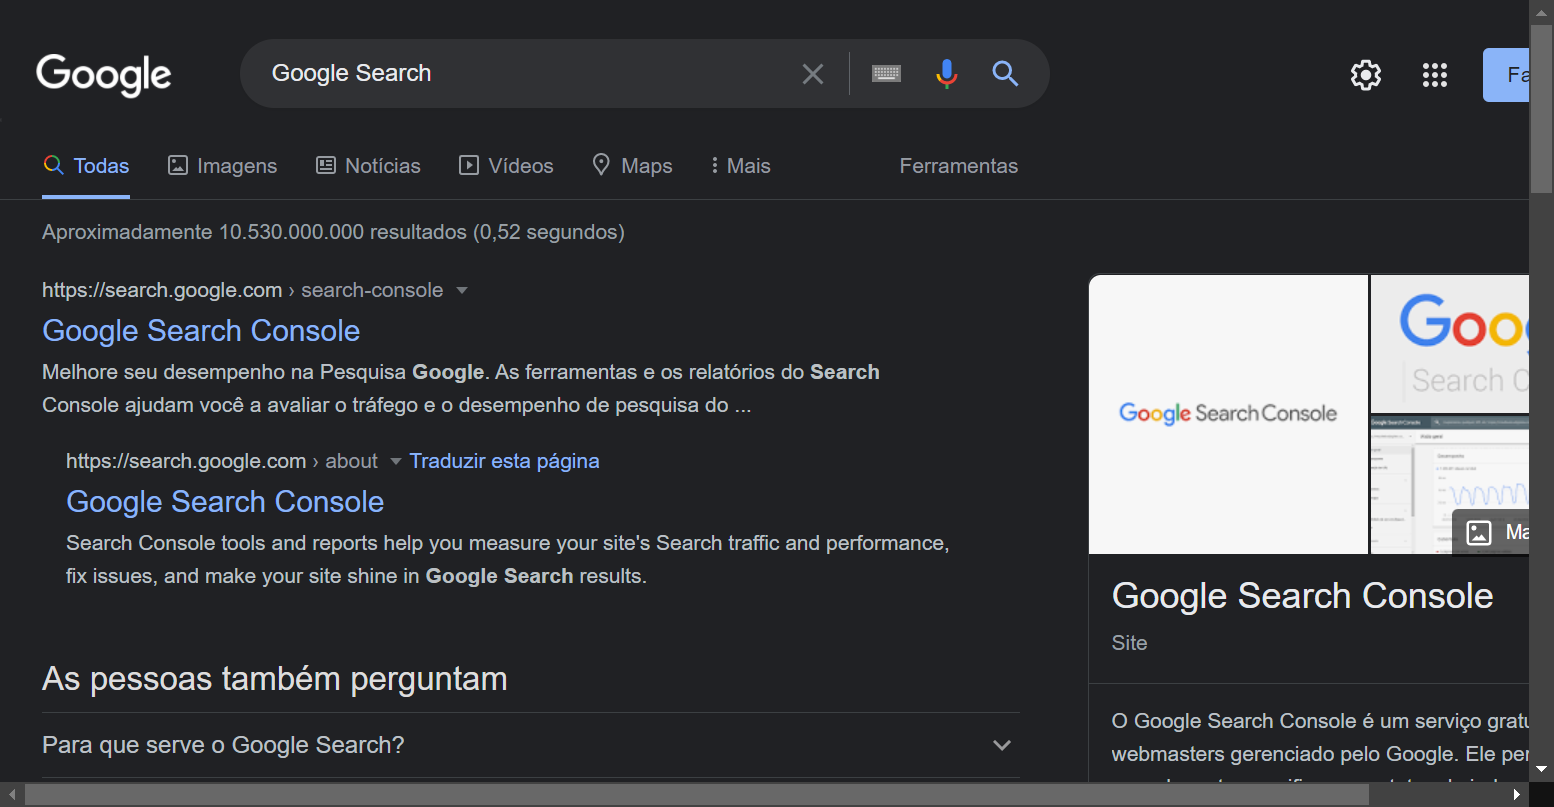 Google
Google Search
Fa
Todas
Imagens
Notícias
Vídeos
Maps
Mais
Ferramentas
Aproximadamente 10.530.000.000 resultados (0,52 segundos)
https://search.google.com › search-console
Google Search Console
Melhore seu desempenho na Pesquisa Google. As ferramentas e os relatórios do Search
Console ajudam você a avaliar o tráfego e o desempenho de pesquisa do ...
https://search.google.com › about Traduzir esta página
Google Search Console
Search Console tools and reports help you measure your site's Search traffic and performance,
fix issues, and make your site shine in Google Search results.
As pessoas também perguntam
Para que serve o Google Search?
Google Search Console
Goo
Search C
Ma
Google Search Console
Site
O Google Search Console é um serviço gratu
webmasters gerenciado pelo Google. Ele per